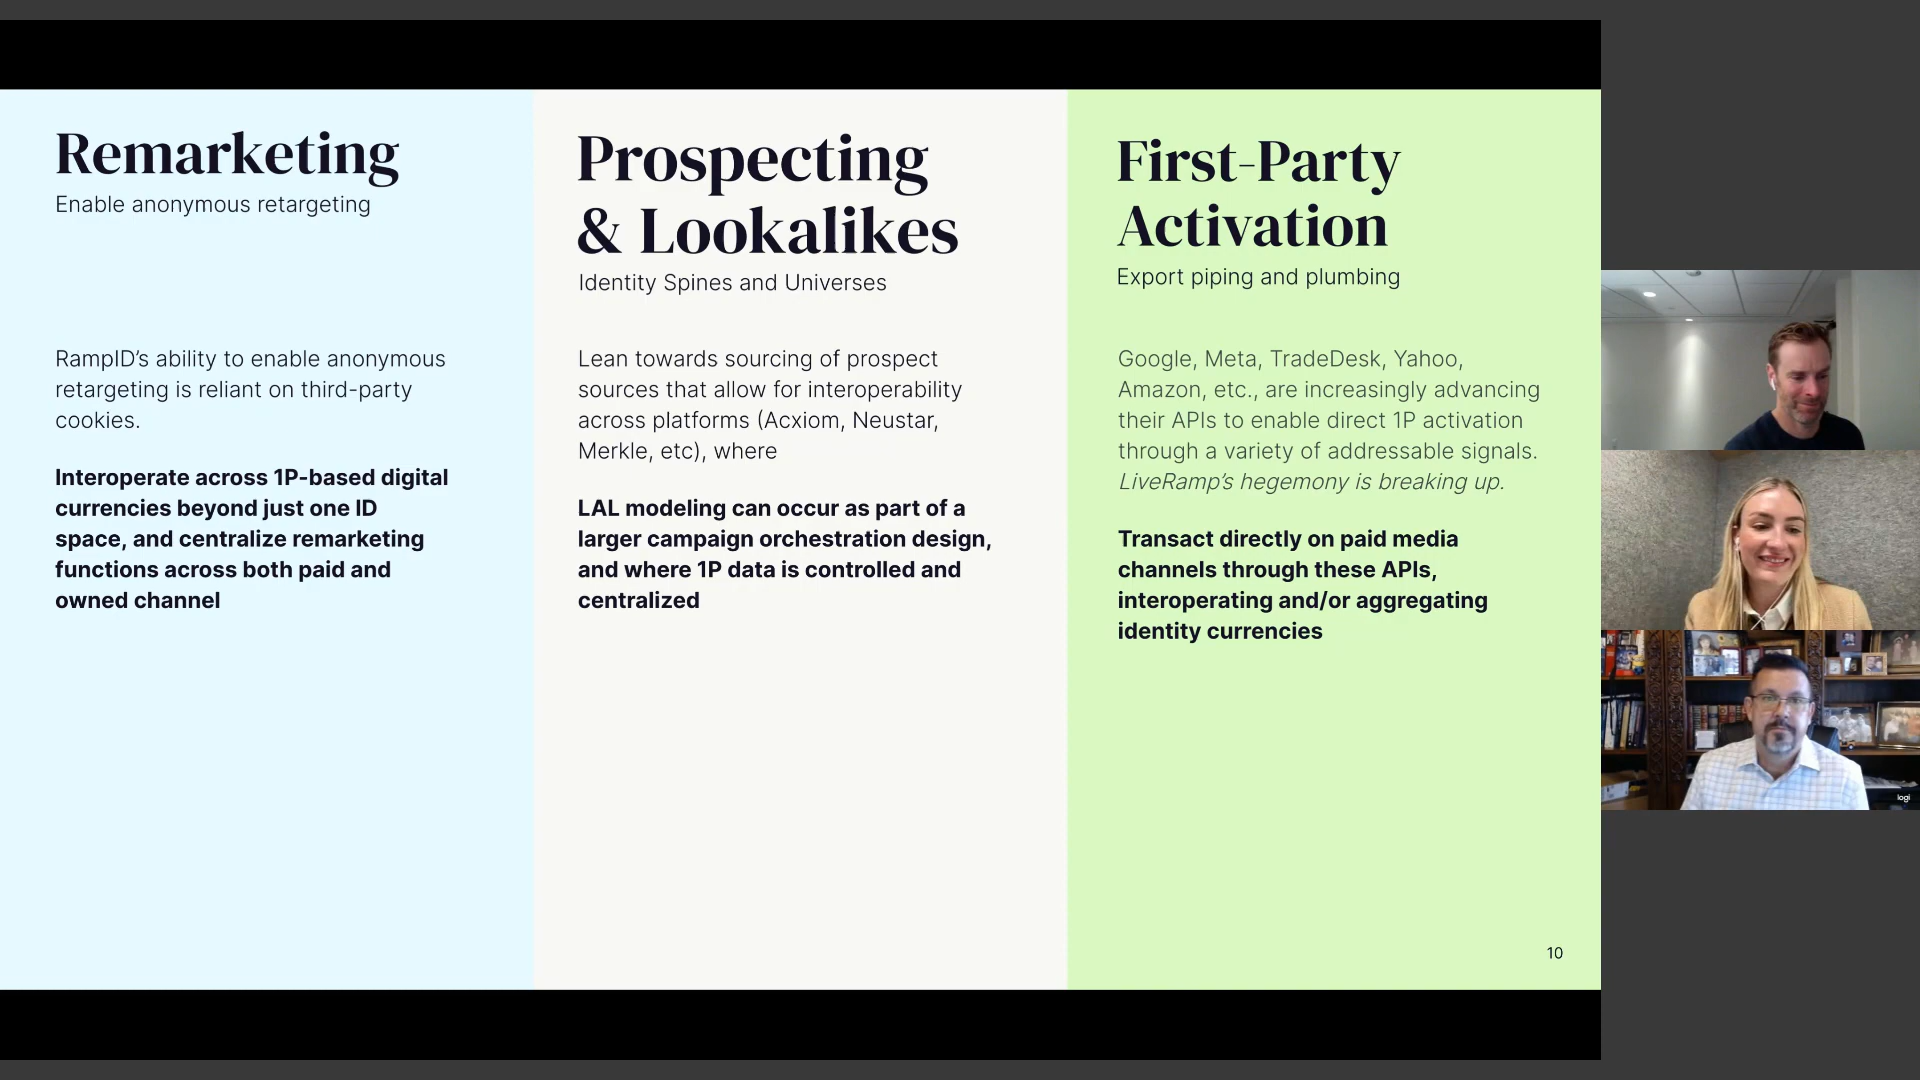 Remarketing
Enable anonymous retargeting
RampID’s ability to enable anonymous
retargeting is reliant on third-party
cookies.
Interoperate across 1P-based digital
currencies beyond just one ID
space, and centralize remarketing
functions across both paid and
owned channel
Prospecting
& Lookalikes
Identity Spines and Universes
Lean towards sourcing of prospect
sources that allow for interoperability
across platforms (Acxiom, Neustar,
Merkle, etc), where
LAL modeling can occur as part of a
larger campaign orchestration design,
and where 1P data is controlled and
centralized
First-Party
Activation
Export piping and plumbing
Google, Meta, TradeDesk, Yahoo,
Amazon, etc., are increasingly advancing
their APIs to enable direct 1P activation
through a variety of addressable signals.
LiveRamp’s hegemony is breaking up.
Transact directly on paid media
channels through these APIs,
interoperating and/or aggregating
identity currencies
10
logi